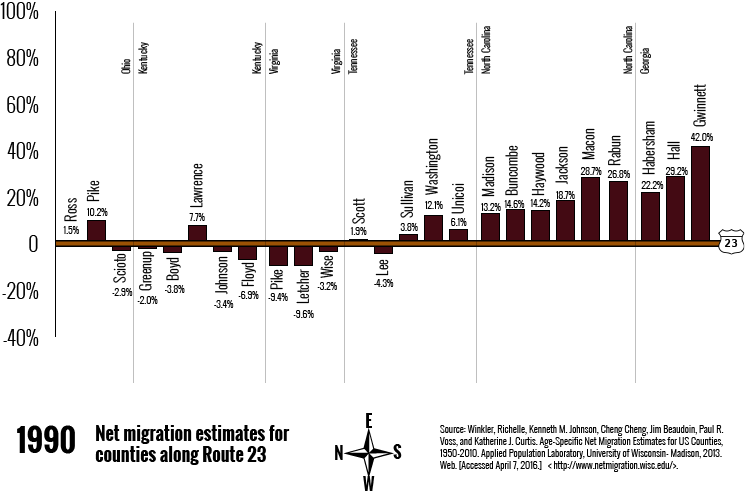 100%
80%
60%
40%
20%
0
-20%
-40%
Ohio
Kentucky
Kentucky
Virginia
Virginia
Tennessee
Tennessee
North Carolina
North Carolina
Georgia
Ross
1.5%
Pike
10.2%
Scioto
-2.9%
Greenup
-2.0%
Boyd
-3.8%
Lawrence
7.7%
Johnson
-3.4%
Floyd
-6.9%
Pike
-9.4%
Letcher
-9.6%
Wise
-3.2%
Scott
1.9%
Lee
-4.3%
Sullivan
3.8%
Washington
12.1%
Unicoi
6.1%
Madison
13.2%
Buncombe
14.6%
Haywood
14.2%
Jackson
18.7%
Macon
28.7%
Rabun
26.8%
Habersham
22.2%
Hall
29.2%
Gwinnett
42.0%
23
1990
Net migration estimates for
counties along Route 23
E
N
S
W
Source: Winkler, Richelle, Kenneth M. Johnson, Cheng Cheng, Jim Beaudoin, Paul R.
Voss, and Katherine J. Curtis. Age-Specific Net Migration Estimates for US Counties,
1950-2010. Applied Population Laboratory, University of Wisconsin- Madison, 2013.
Web. [Accessed April 7, 2016.] < http://www.netmigration.wisc.edu/>.